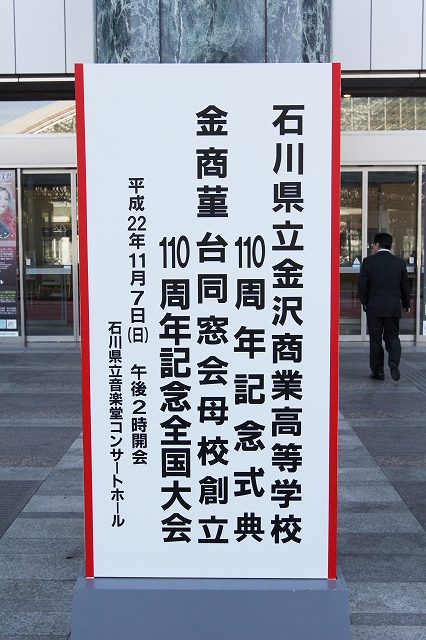 石川県立金沢商業高等学校
110周年記念式典
金商菫台同窓会母校創立
110周年記念全国大会
平成22年11月7日(日) 午後2時開会
石川県立音楽堂コンサートホール